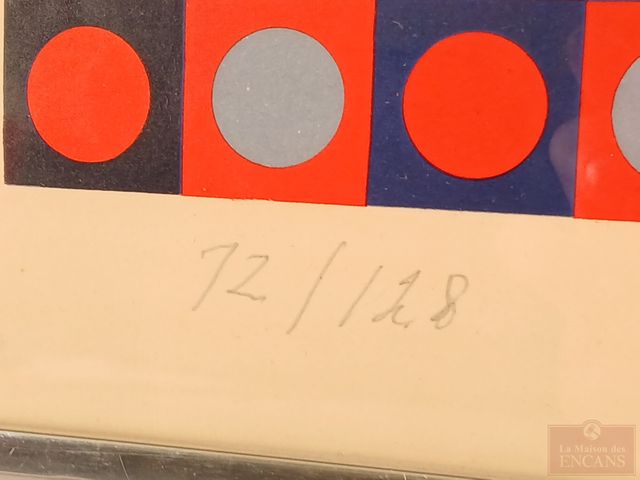 72/128
La Maison des
ENCANS